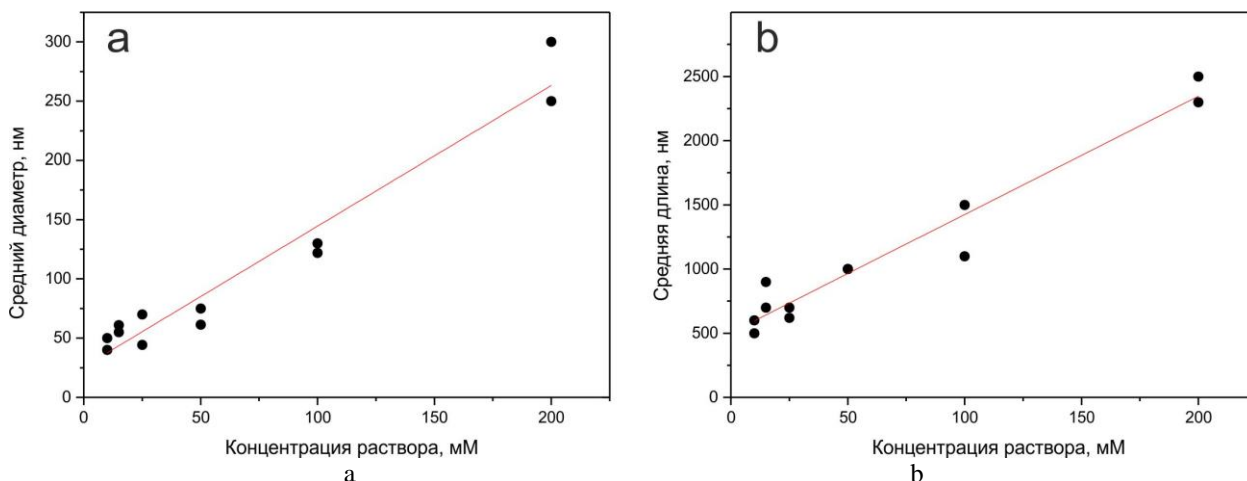 a
300
250
200
150
100
50
0
Средний диаметр, нм
0 50 100 150 200
Концентрация раствора, мМ
a
b
2500
2000
1500
1000
500
0
Средняя длина, нм
0 50 100 150 200
Концентрация раствора, мМ
b